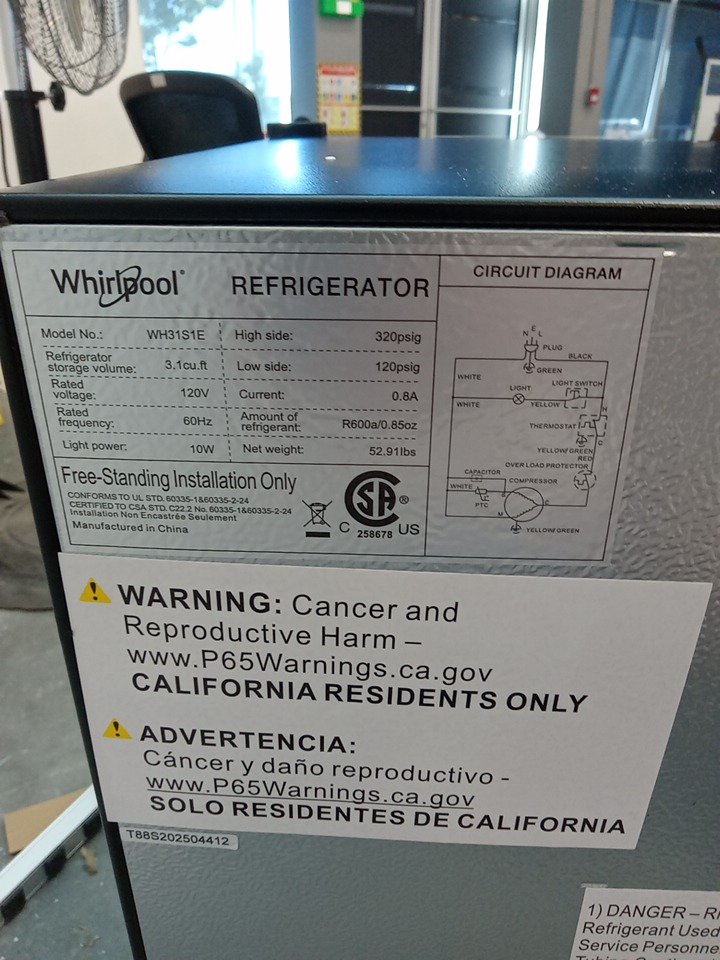 Whirlpool®
REFRIGERATOR
Model No.: WH31S1E
Refrigerator
storage volume: 3.1cu.ft
Rated
voltage: 120V
Rated
frequency: 60Hz
Light power: 10W
High side: 320psig
Low side: 120psig
Current: 0.8A
Amount of
refrigerant: R600a/0.85oz
Net weight: 52.91lbs
Free-Standing Installation Only
CONFORMS TO UL STD. 60335-1&60335-2-24
CERTIFIED TO CSA STD. C22.2 No. 60335-1&60335-2-24
Installation Non Encastrée Seulement
Manufactured in China
SA ®
C US
258678
CIRCUIT DIAGRAM
N E L
PLUG
BLACK
GREEN
WHITE
LIGHT
LIGHT SWITCH
WHITE
YELLOW
H
THERMOSTAT
C
YELLOW/GREEN
RED
OVER LOAD PROTECTOR
CAPACITOR
COMPRESSOR
WHITE
S
PTC
M
C
YELLOW/GREEN
WARNING: Cancer and
Reproductive Harm –
www.P65Warnings.ca.gov
CALIFORNIA RESIDENTS ONLY
ADVERTENCIA:
Cáncer y daño reproductivo -
www.P65Warnings.ca.gov
SOLO RESIDENTES DE CALIFORNIA
T88S202504412
1) DANGER – R
Refrigerant Used
Service Personne